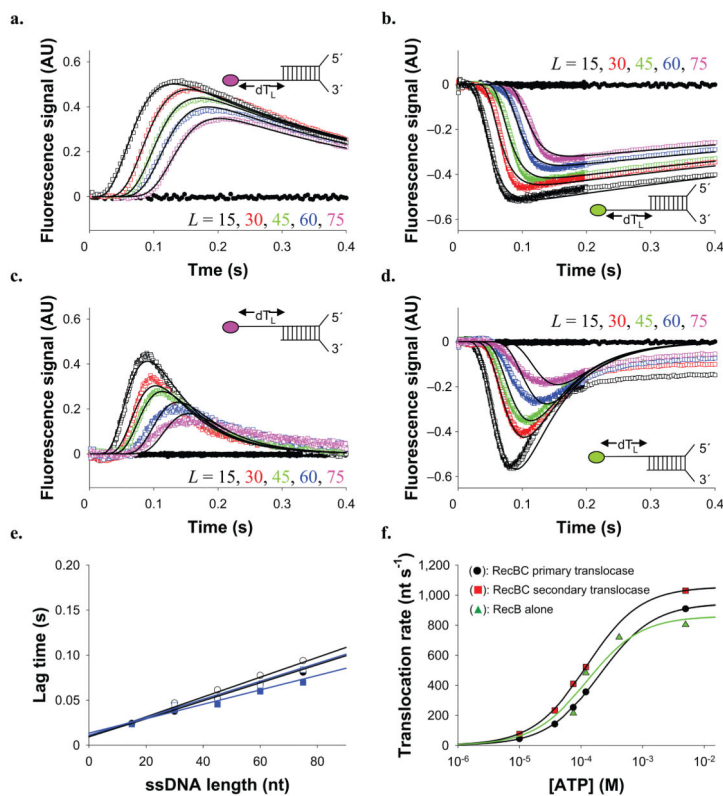 a.
Fluorescence signal (AU)
0.6
0.4
0.2
0
5´
3´
dT_L
L = 15, 30, 45, 60, 75
0 0.1 0.2 0.3 0.4
Tme (s)
b.
Fluorescence signal (AU)
0
−0.2
−0.4
−0.6
L = 15, 30, 45, 60, 75
5´
3´
dT_L
0 0.1 0.2 0.3 0.4
Time (s)
c.
Fluorescence signal (AU)
0.6
0.4
0.2
0
dT_L
5´
3´
L = 15, 30, 45, 60, 75
0 0.1 0.2 0.3 0.4
Time (s)
d.
Fluorescence signal (AU)
0
−0.2
−0.4
−0.6
L = 15, 30, 45, 60, 75
dT_L
5´
3´
0 0.1 0.2 0.3 0.4
Time (s)
e.
Lag time (s)
0.20
0.15
0.10
0.05
0.00
0 20 40 60 80
ssDNA length (nt)
f.
Translocation rate (nt s⁻¹)
1,200
1,000
800
600
400
200
0
(●): RecBC primary translocase
(■): RecBC secondary translocase
(▲): RecB alone
10⁻⁶ 10⁻⁵ 10⁻⁴ 10⁻³ 10⁻²
[ATP] (M)